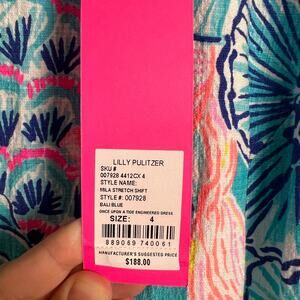 LILLY PULITZER
SKU #
007928 4412CX 4
STYLE NAME:
MILA STRETCH SHIFT
STYLE #: 007928
BALI BLUE
ONCE UPON A TIDE ENGINEERED DRESS
SIZE: 4
889069 740061
MANUFACTURER'S SUGGESTED PRICE
$188.00